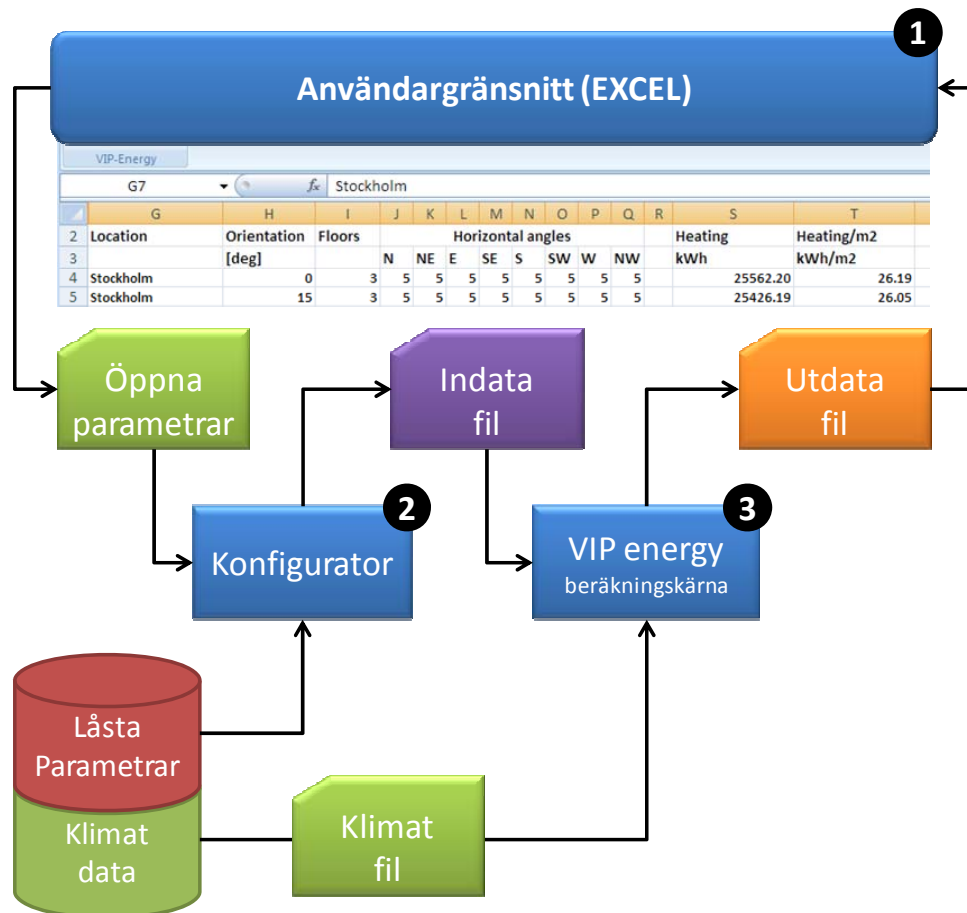 1
Användargränsnitt (EXCEL)
VIP-Energy
G7 fx Stockholm
G H I J K L M N O P Q R S T
2 Location Orientation Floors Horizontal angles Heating Heating/m2
3 [deg] N NE E SE S SW W NW kWh kWh/m2
4 Stockholm 0 3 5 5 5 5 5 5 5 5 25562.20 26.19
5 Stockholm 15 3 5 5 5 5 5 5 5 5 25426.19 26.05
Öppna
parametrar
Indata
fil
Utdata
fil
2
Konfigurator
3
VIP energy
beräkningskärna
Låsta
Parametrar
Klimat
data
Klimat
fil